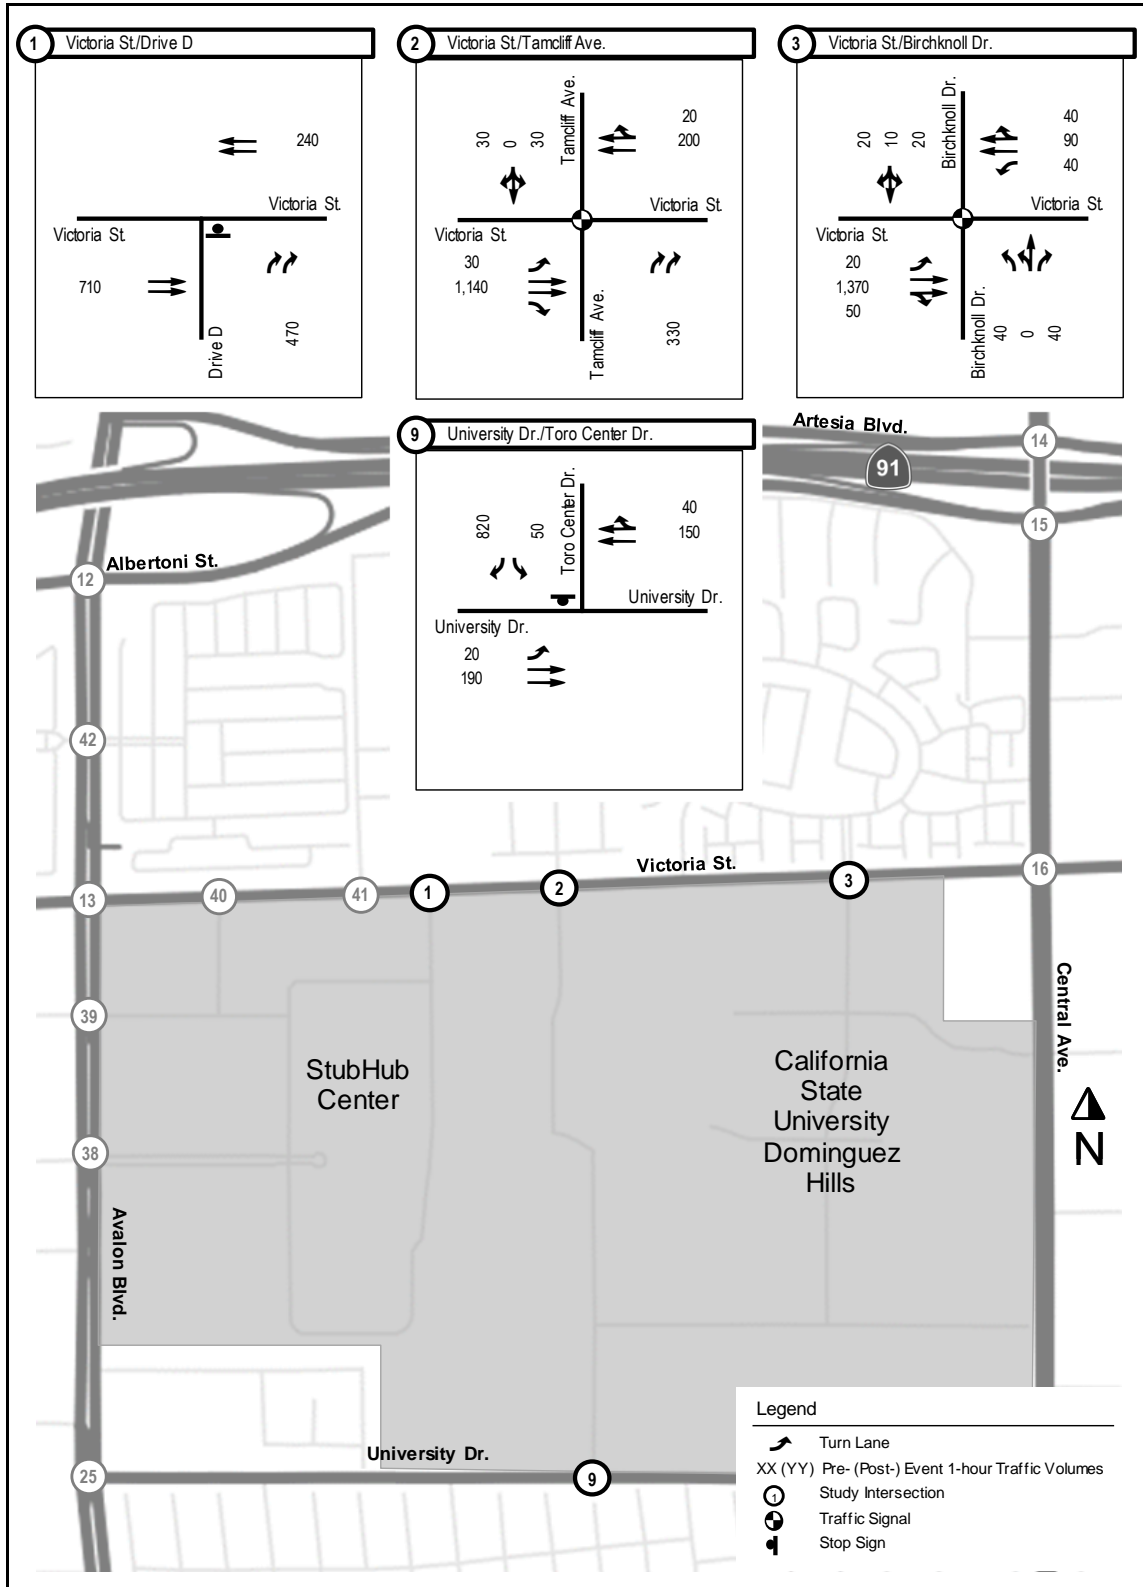 1 Victoria St./Drive D
240
Victoria St.
Victoria St.
710
Drive D
470
2 Victoria St./Tamcliff Ave.
30 0 30
Tamcliff Ave.
20
200
Victoria St.
Victoria St.
30
1,140
Tamcliff Ave.
330
3 Victoria St./Birchknoll Dr.
20 10 20
Birchknoll Dr.
40
90
40
Victoria St.
Victoria St.
20
1,370
50
Birchknoll Dr.
40 0 40
9 University Dr./Toro Center Dr.
820 50
Toro Center Dr.
40
150
University Dr.
University Dr.
20
190
Artesia Blvd.
14
91
15
Albertoni St.
12
42
Victoria St.
13
40
41
1
2
3
16
39
Central Ave.
StubHub
Center
California
State
University
Dominguez
Hills
N
38
Avalon Blvd.
University Dr.
25
9
Legend
Turn Lane
XX (YY) Pre- (Post-) Event 1-hour Traffic Volumes
1 Study Intersection
Traffic Signal
Stop Sign